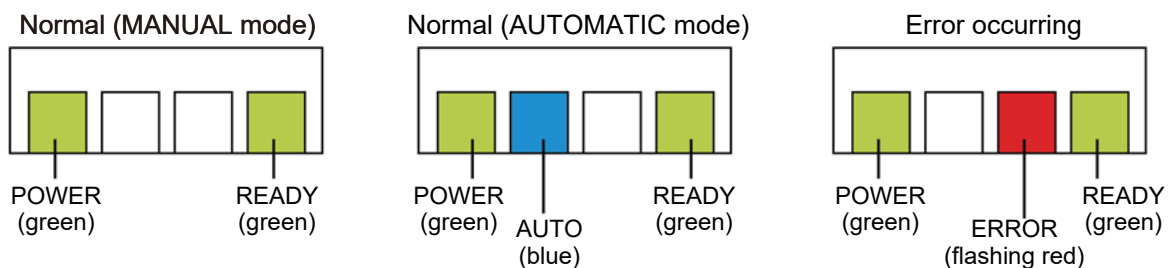 Normal (MANUAL mode)
POWER
(green)
READY
(green)
Normal (AUTOMATIC mode)
POWER
(green)
AUTO
(blue)
READY
(green)
Error occurring
POWER
(green)
ERROR
(flashing red)
READY
(green)